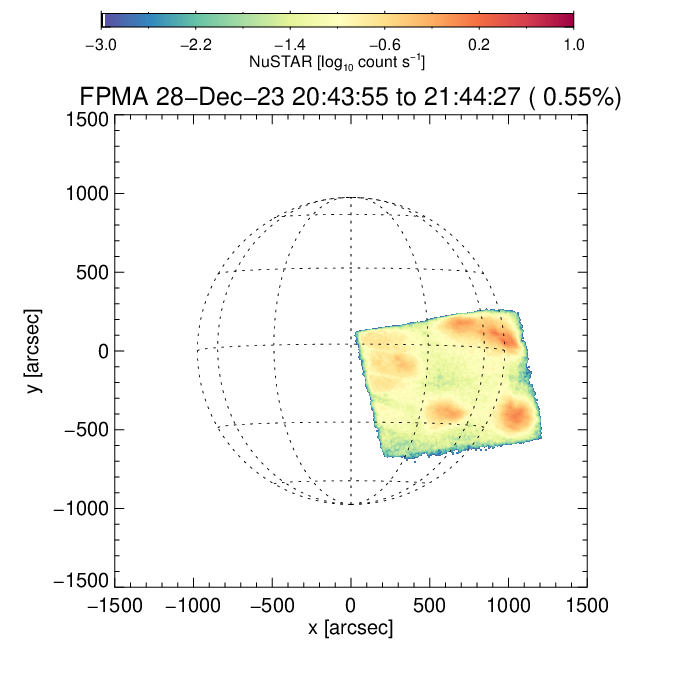 −3.0 −2.2 −1.4 −0.6 0.2 1.0
NuSTAR [log₁₀ count s⁻¹]
FPMA 28−Dec−23 20:43:55 to 21:44:27 ( 0.55%)
1500
1000
500
0
−500
−1000
−1500
y [arcsec]
−1500 −1000 −500 0 500 1000 1500
x [arcsec]